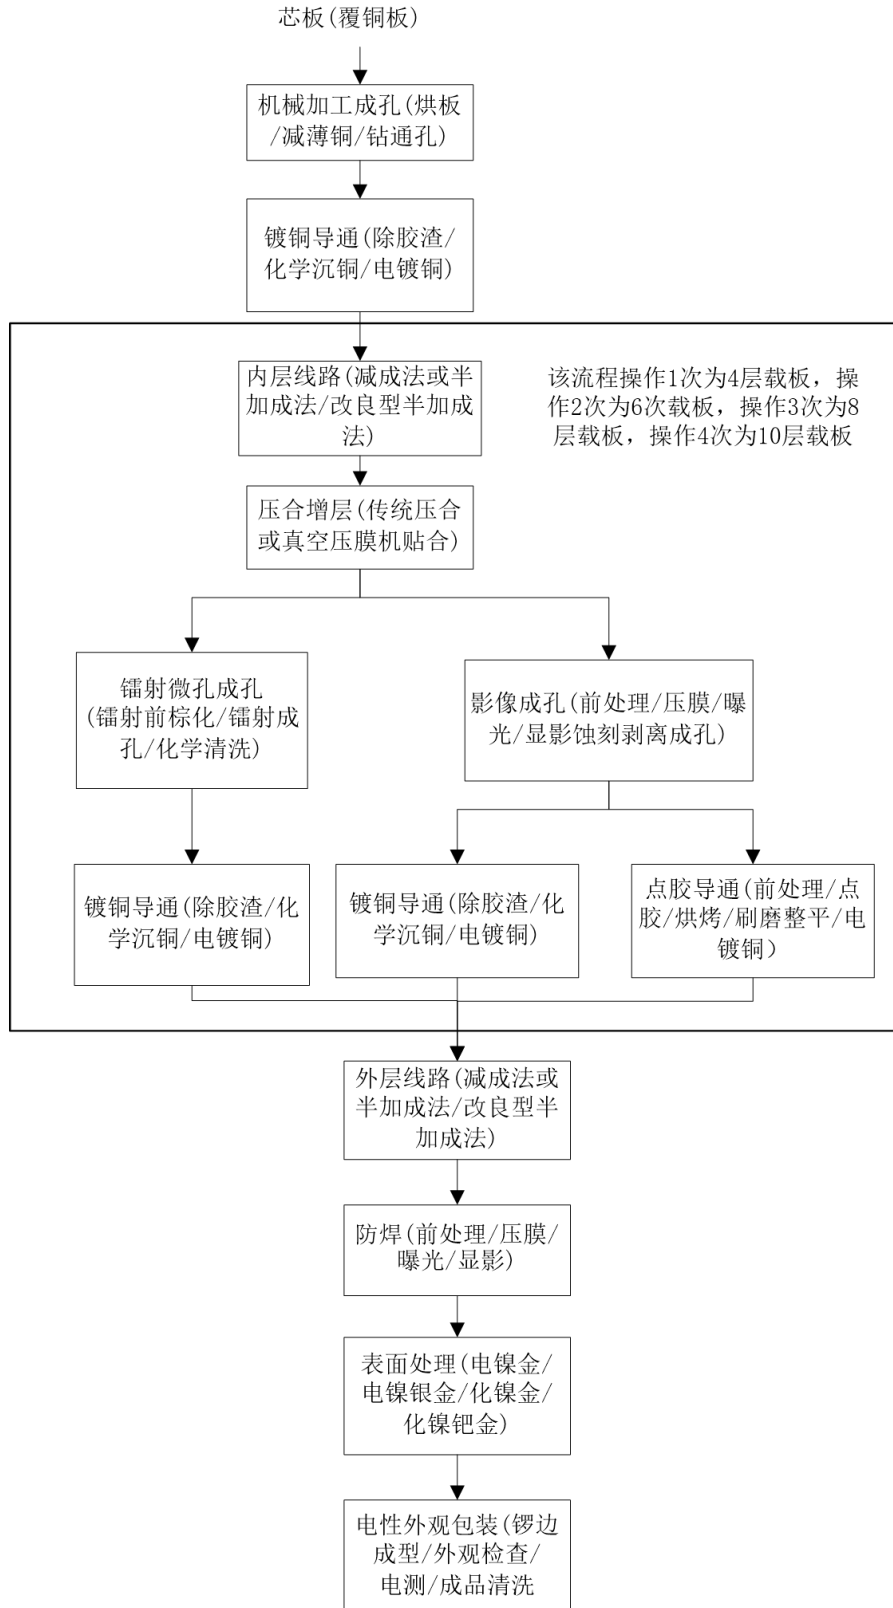 芯板(覆铜板)
机械加工成孔(烘板
/减薄铜/钻通孔)
镀铜导通(除胶渣/
化学沉铜/电镀铜)
内层线路(减成法或半
加成法/改良型半加成
法)
该流程操作1次为4层载板，操
作2次为6次载板，操作3次为8
层载板，操作4次为10层载板
压合增层(传统压合
或真空压膜机贴合)
镭射微孔成孔
(镭射前棕化/镭射成
孔/化学清洗)
影像成孔(前处理/压膜/曝
光/显影蚀刻剥离成孔)
镀铜导通(除胶渣/化
学沉铜/电镀铜)
镀铜导通(除胶渣/化
学沉铜/电镀铜)
点胶导通(前处理/点
胶/烘烤/刷磨整平/电
镀铜）
外层线路(减成法或
半加成法/改良型半
加成法)
防焊(前处理/压膜/
曝光/显影)
表面处理(电镍金/
电镍银金/化镍金/
化镍钯金)
电性外观包装(锣边
成型/外观检查/
电测/成品清洗